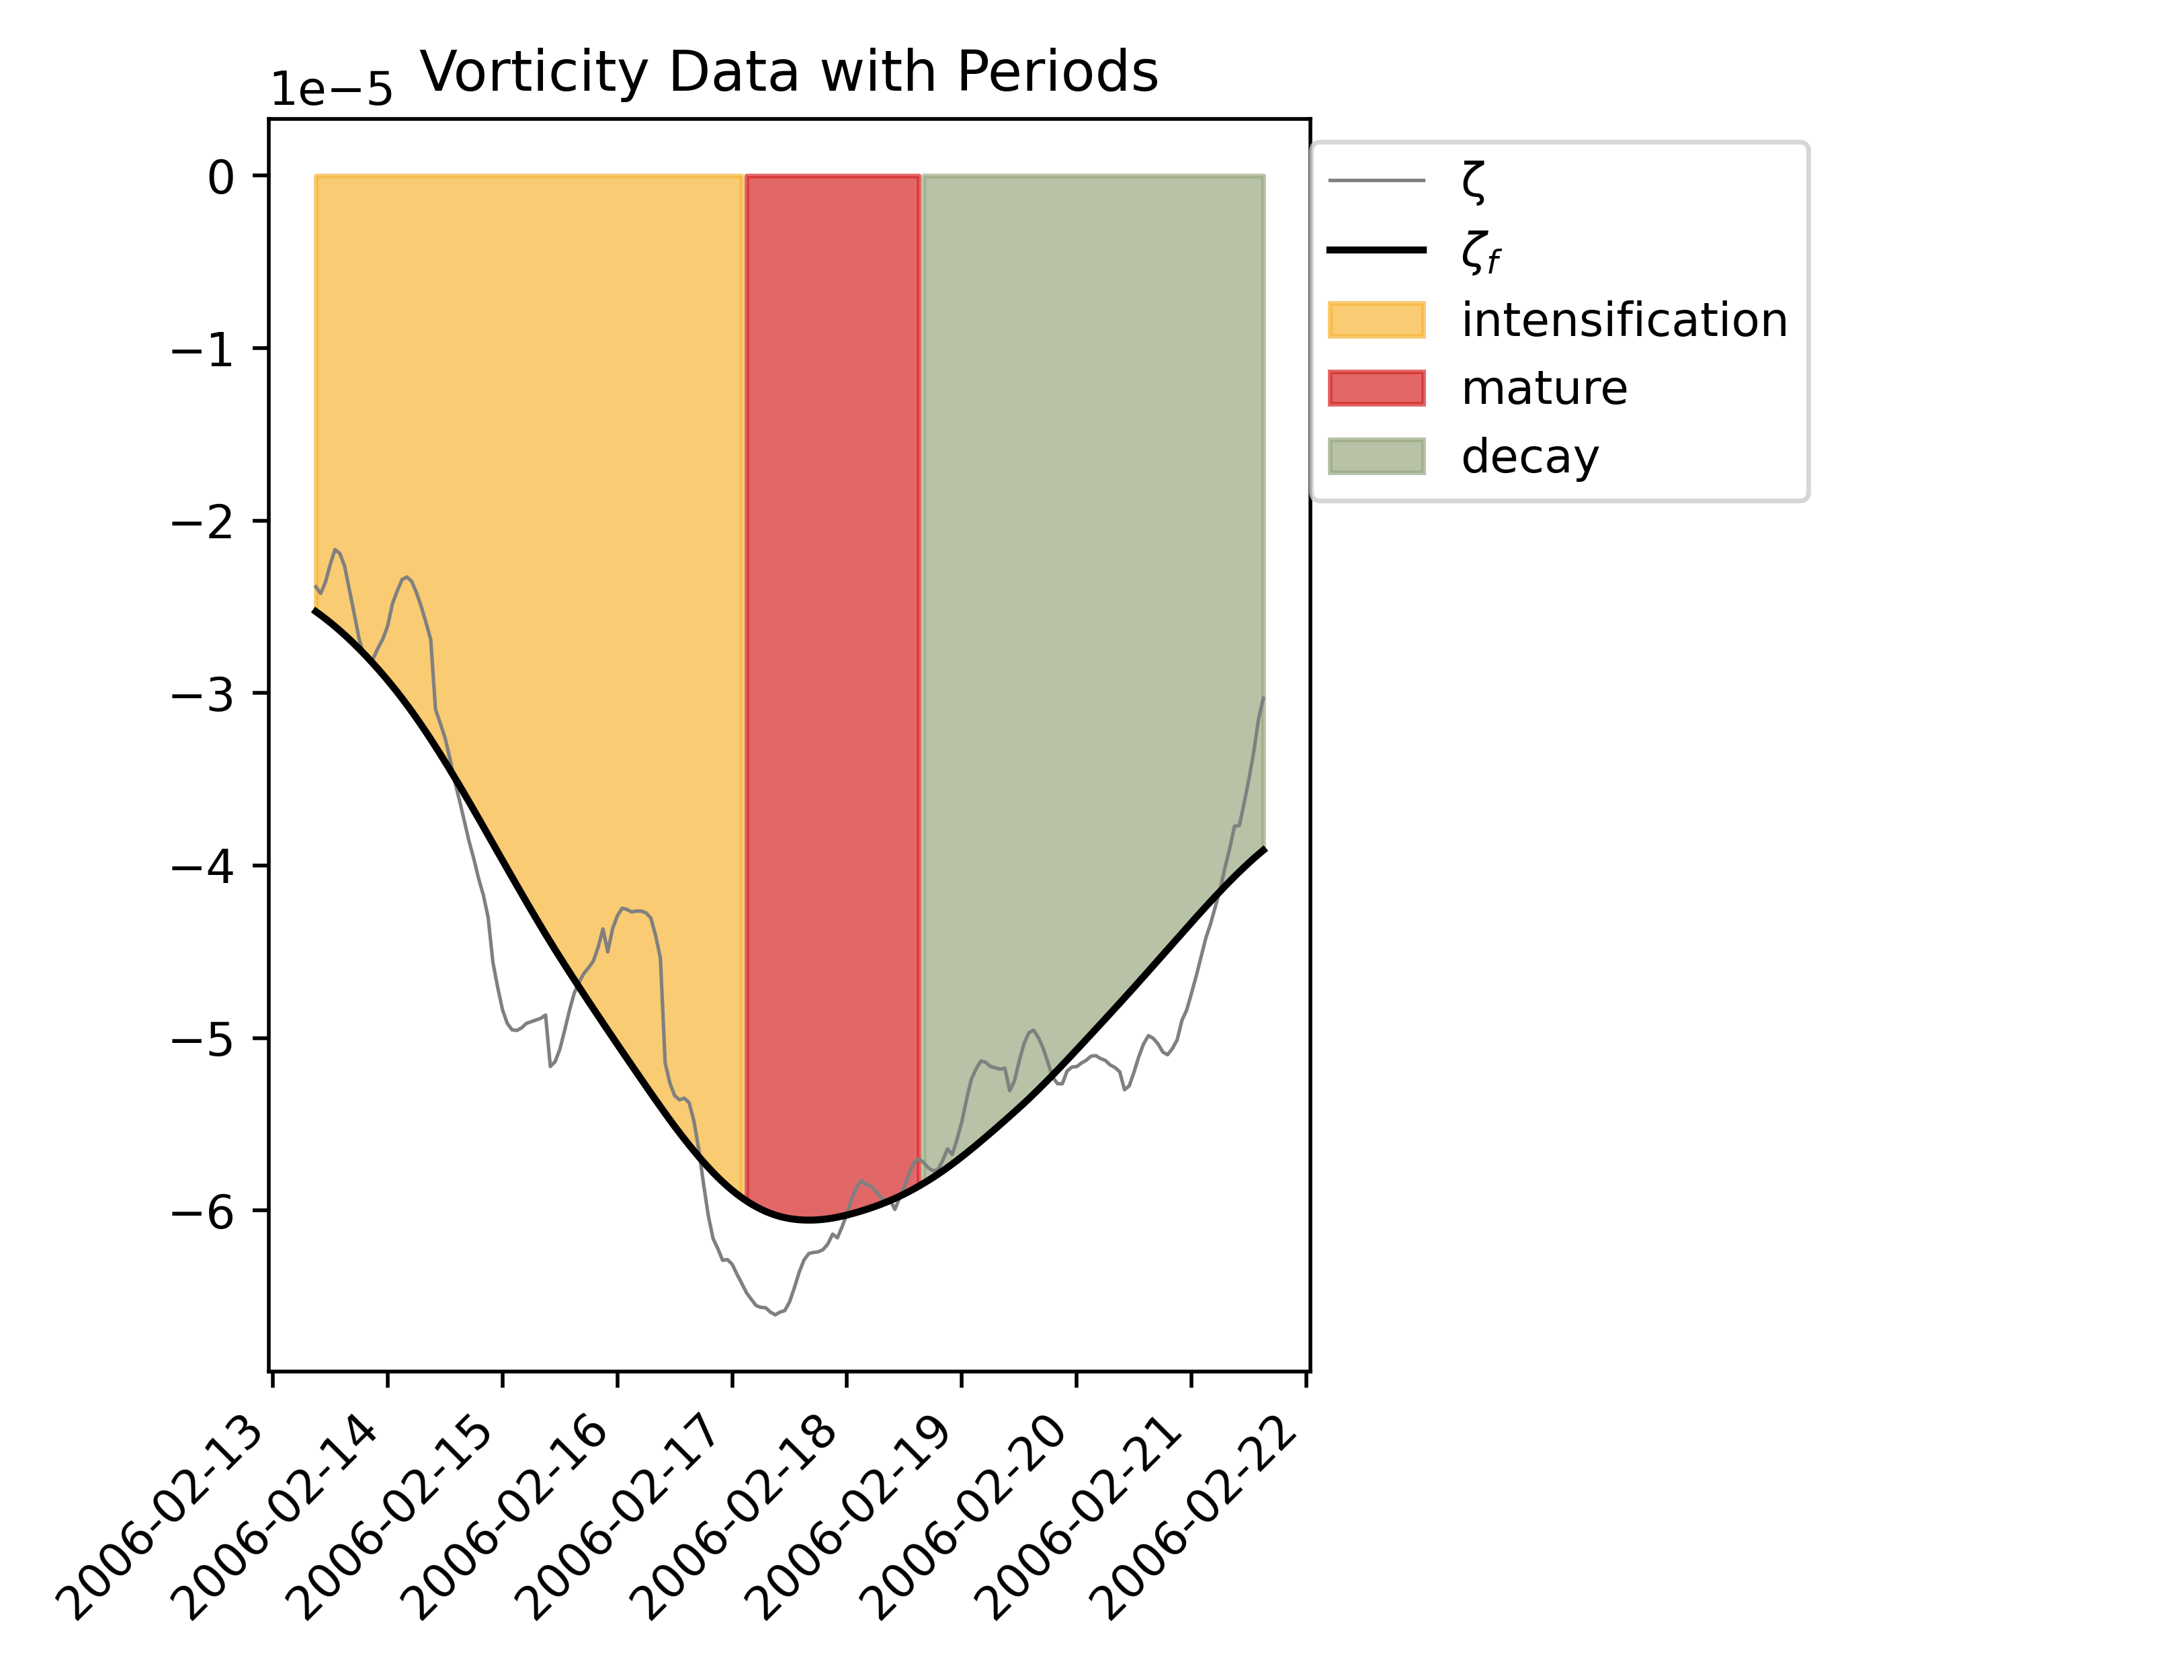 Vorticity Data with Periods
1e−5
0
−1
−2
−3
−4
−5
−6
ζ
ζf
intensification
mature
decay
2006-02-13
2006-02-14
2006-02-15
2006-02-16
2006-02-17
2006-02-18
2006-02-19
2006-02-20
2006-02-21
2006-02-22